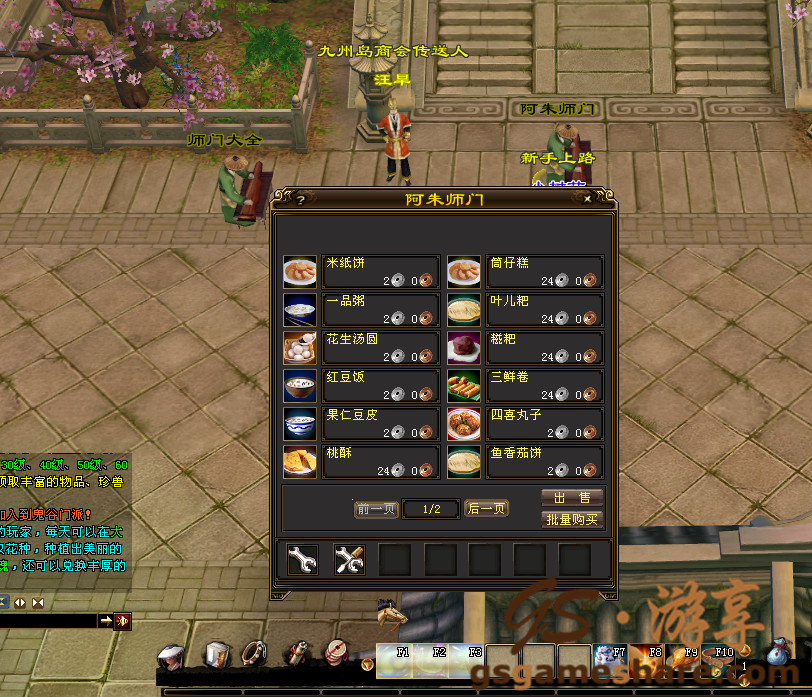 九州岛商会传送人
汪旱
阿朱师门
师门大全
新手上路
? 阿朱师门 ×
米纸饼
2 0
筒仔糕
24 0
一品粥
2 0
叶儿粑
24 0
花生汤圆
2 0
糍粑
24 0
红豆饭
2 0
三鲜卷
24 0
果仁豆皮
2 0
四喜丸子
2 0
桃酥
24 0
鱼香茄饼
2 0
前一页 1/2 后一页
出 售
批量购买
30级、40级、50级、60
领取丰富的物品、珍兽
加入到鬼谷门派!
的玩家，每天可以在大
取花种，种植出美丽的
魂，还可以兑换丰厚的
GS·游享
F1 F2 F3 F7 F8 F9 F10
1
gsgameshare.com